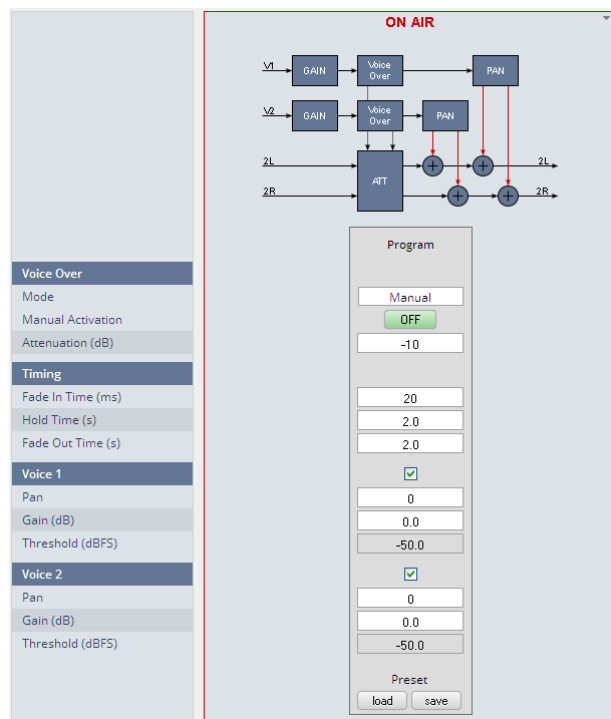 ON AIR
V1 GAIN Voice Over PAN
V2 GAIN Voice Over PAN
2L ATT 2L
2R 2R
Program
Voice Over
Mode Manual
Manual Activation OFF
Attenuation (dB) -10
Timing
Fade In Time (ms) 20
Hold Time (s) 2.0
Fade Out Time (s) 2.0
Voice 1
Pan 0
Gain (dB) 0.0
Threshold (dBFS) -50.0
Voice 2
Pan 0
Gain (dB) 0.0
Threshold (dBFS) -50.0
Preset
load save